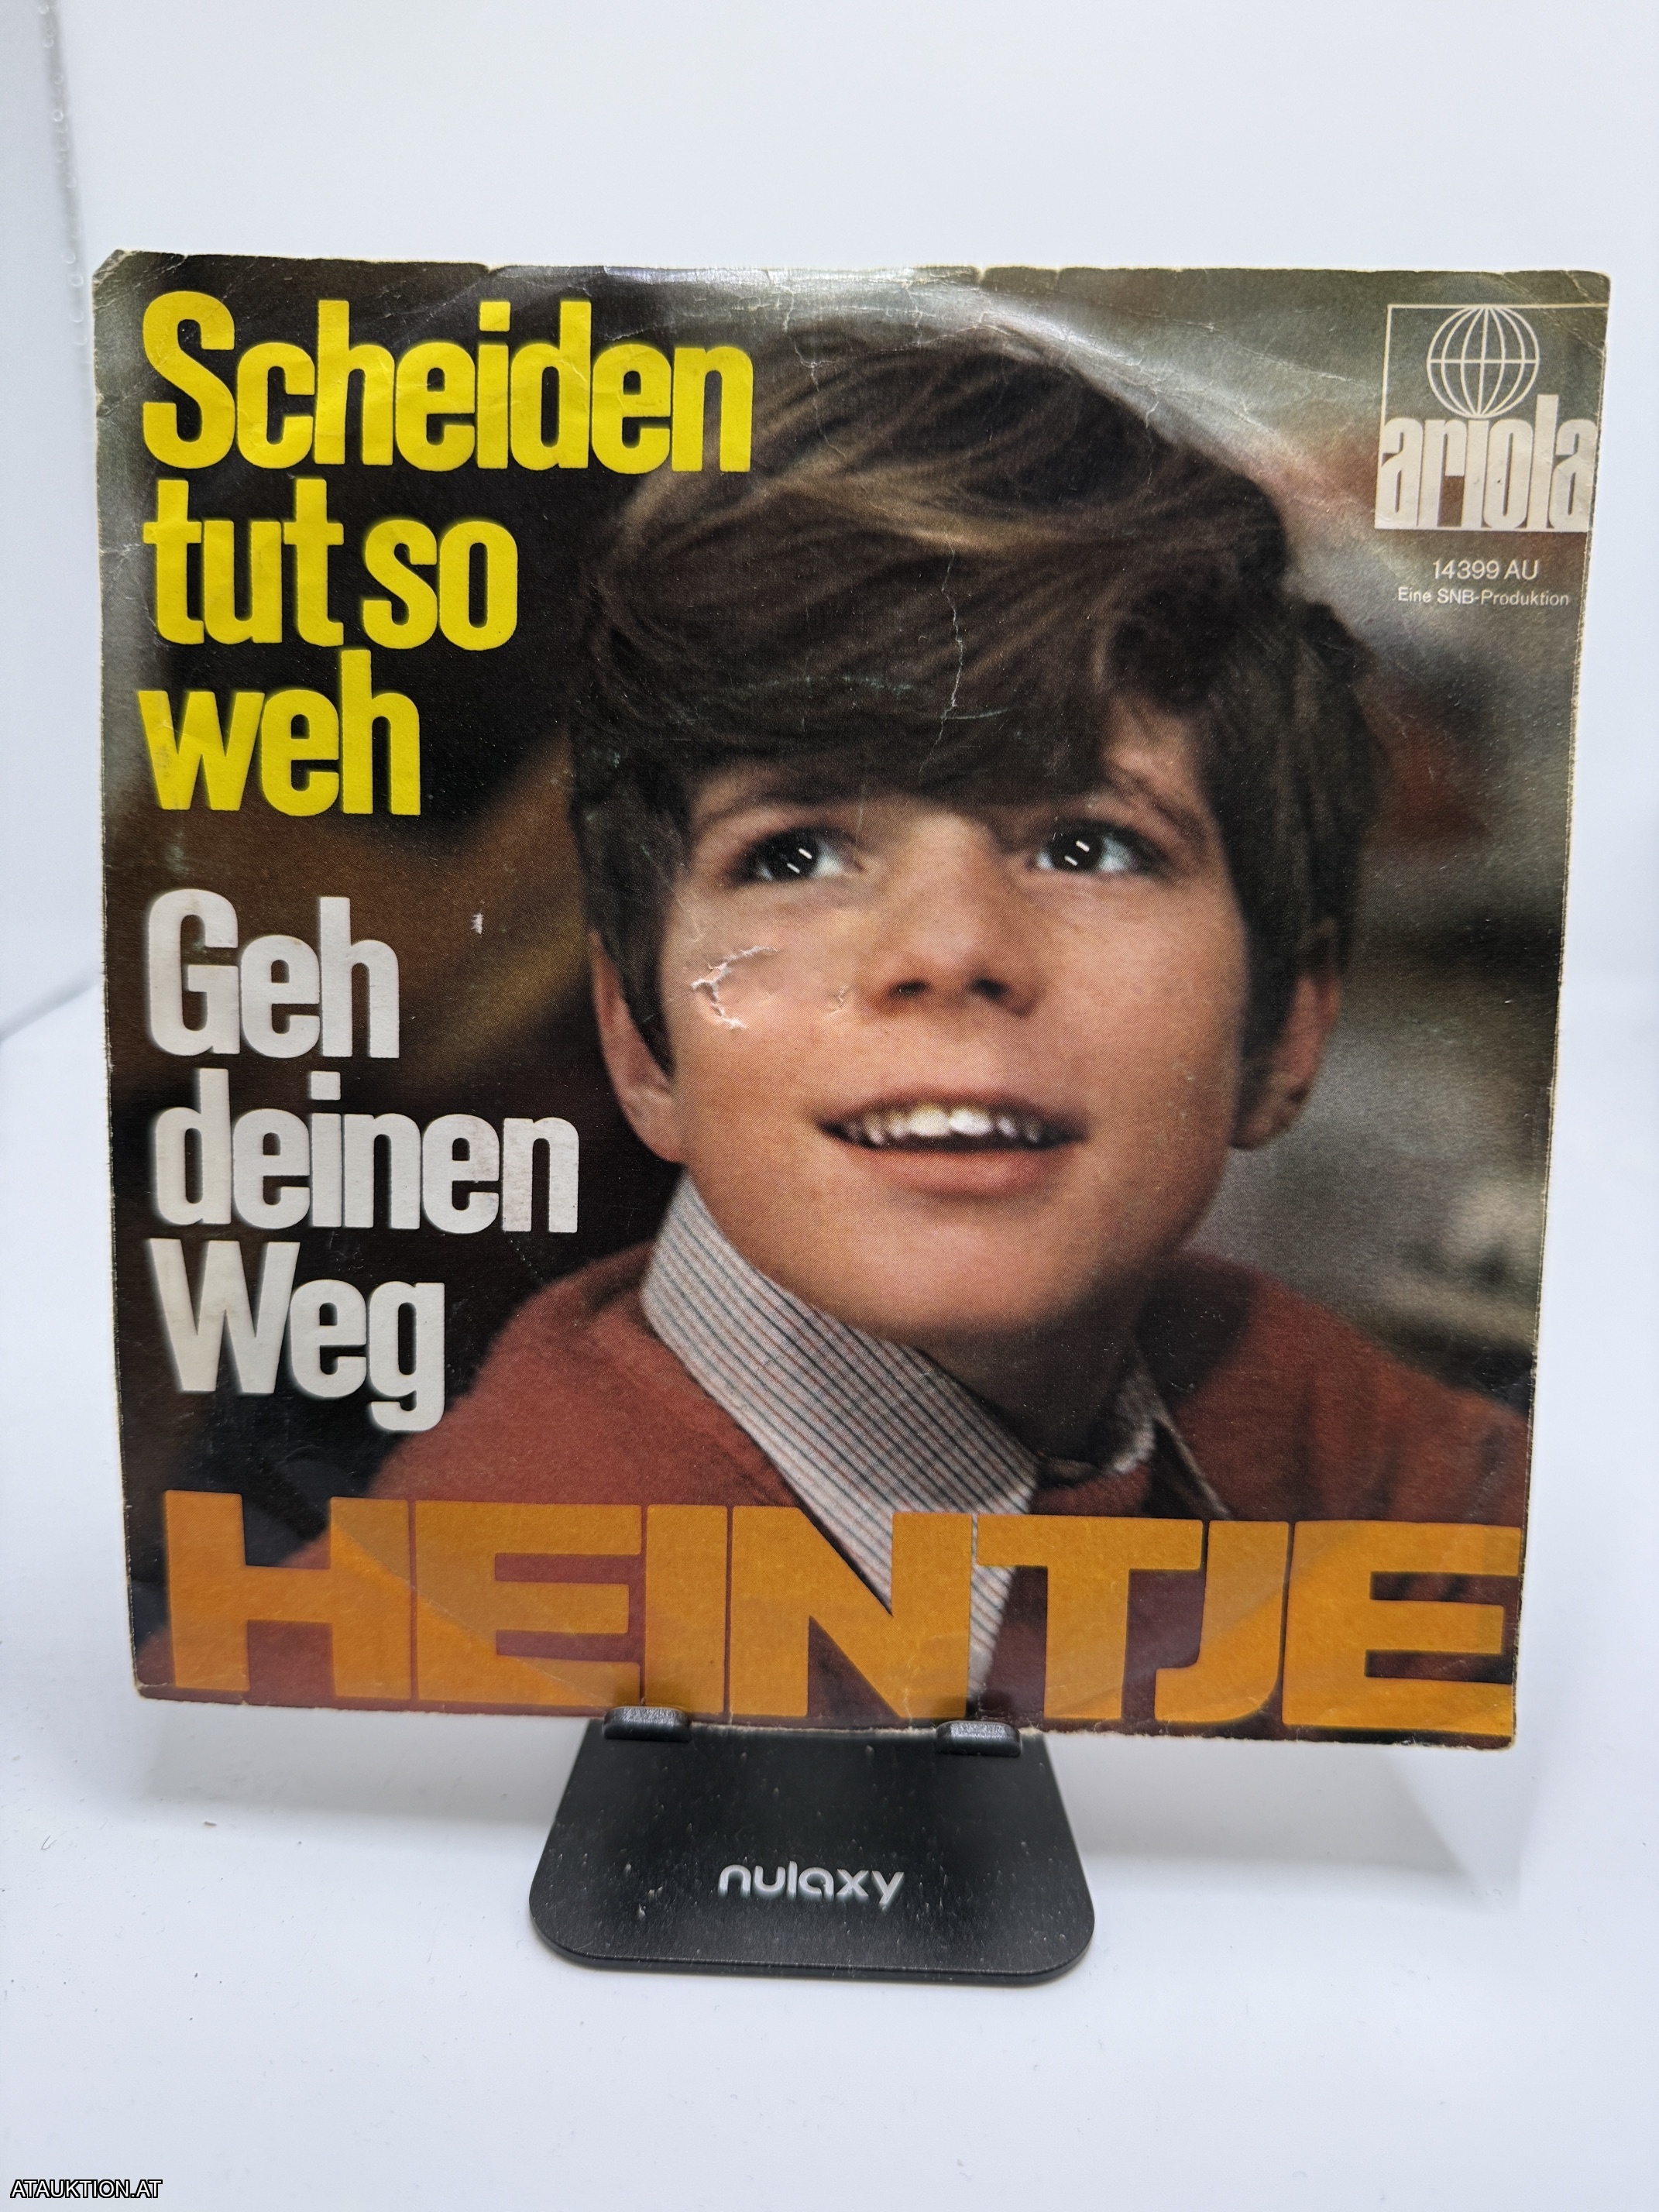 Scheiden
tut so
weh
ariola
14399 AU
Eine SNB-Produktion
Geh
deinen
Weg
HEINTJE
nulaxy
ATAUKTION.AT